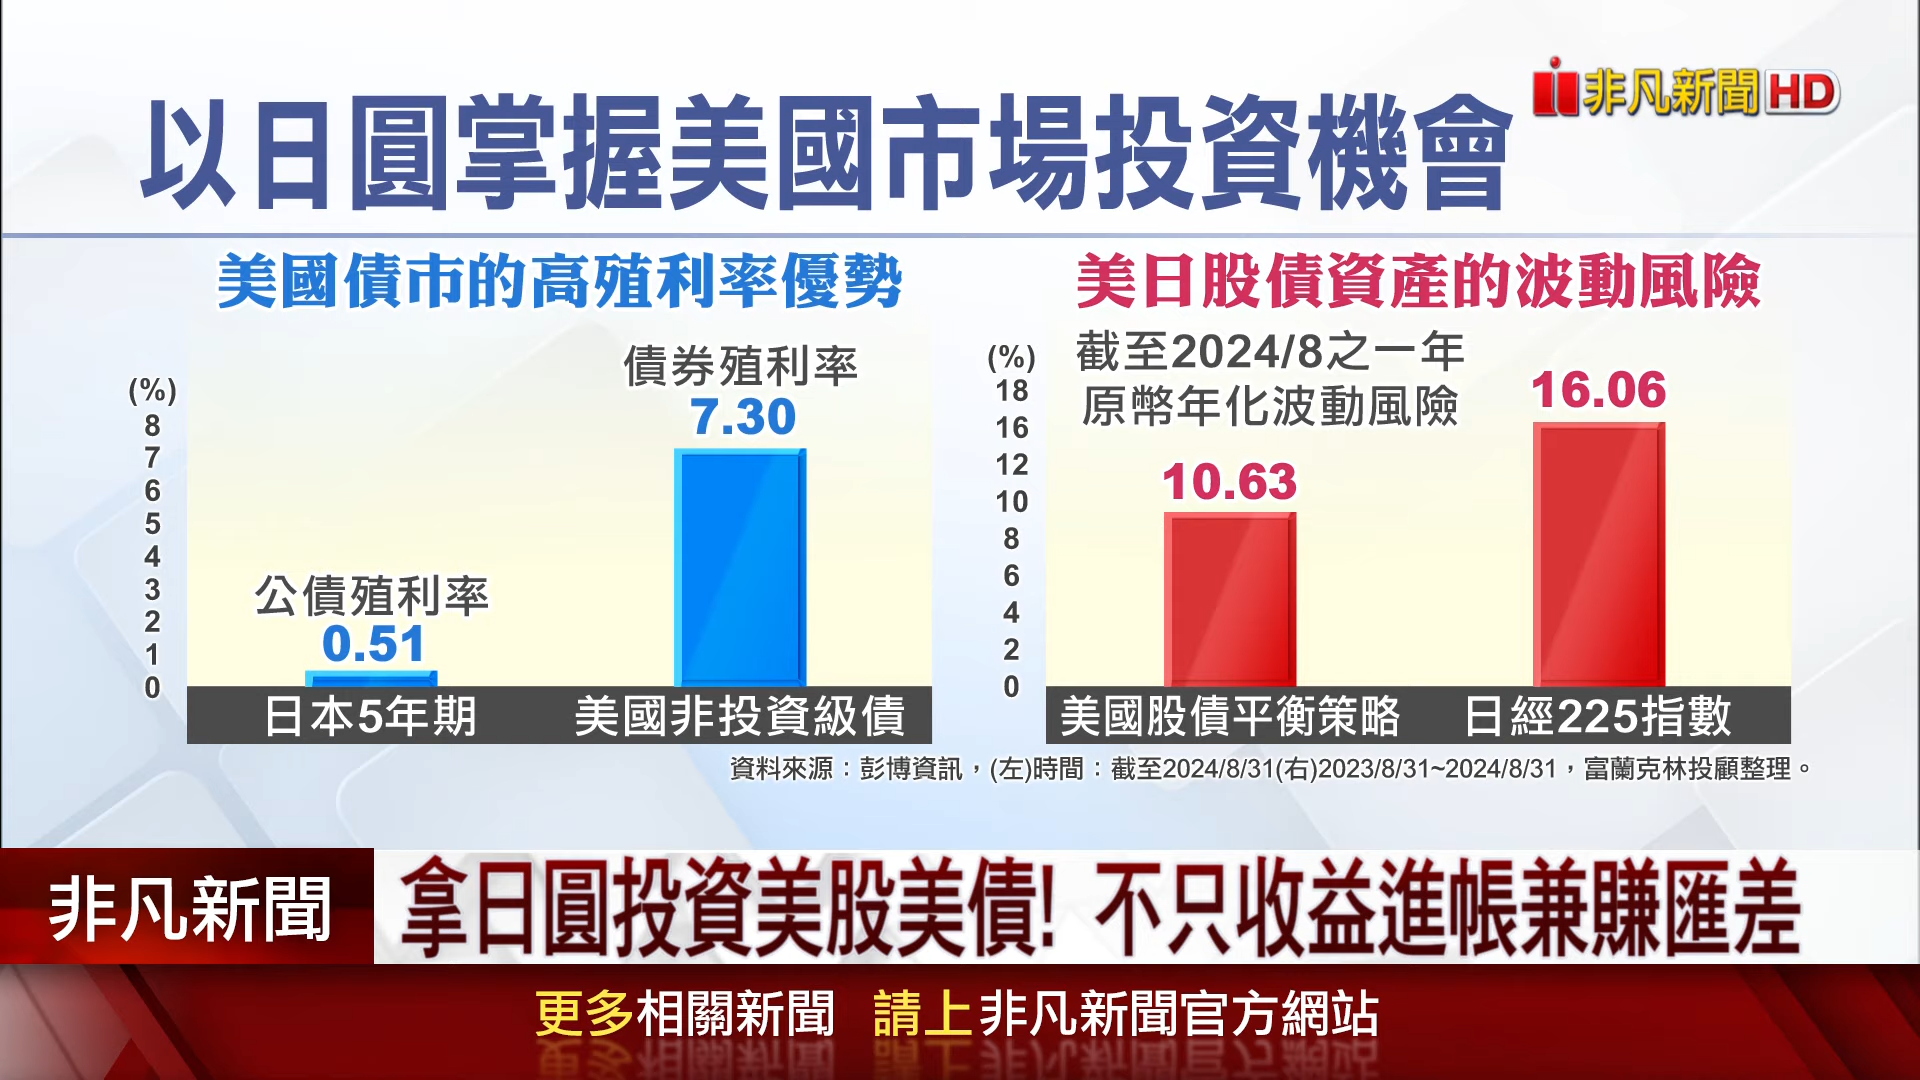 非凡新聞HD
以日圓掌握美國市場投資機會
美國債市的高殖利率優勢
(%)
8
7
6
5
4
3
2
1
0
公債殖利率
0.51
債券殖利率
7.30
日本5年期
美國非投資級債
美日股債資產的波動風險
截至2024/8之一年
原幣年化波動風險
(%)
18
16
12
10
8
6
4
2
0
10.63
16.06
美國股債平衡策略
日經225指數
資料來源：彭博資訊，(左)時間：截至2024/8/31(右)2023/8/31~2024/8/31，富蘭克林投顧整理。
非凡新聞
拿日圓投資美股美債! 不只收益進帳兼賺匯差
更多相關新聞 請上非凡新聞官方網站